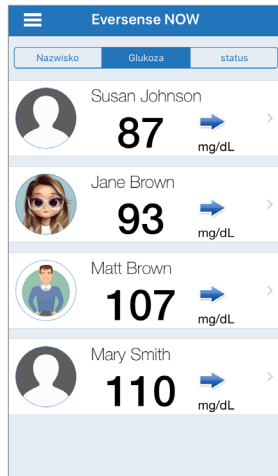 Eversense NOW
Nazwisko Glukoza status
Susan Johnson
87
mg/dL
Jane Brown
93
mg/dL
Matt Brown
107
mg/dL
Mary Smith
110
mg/dL